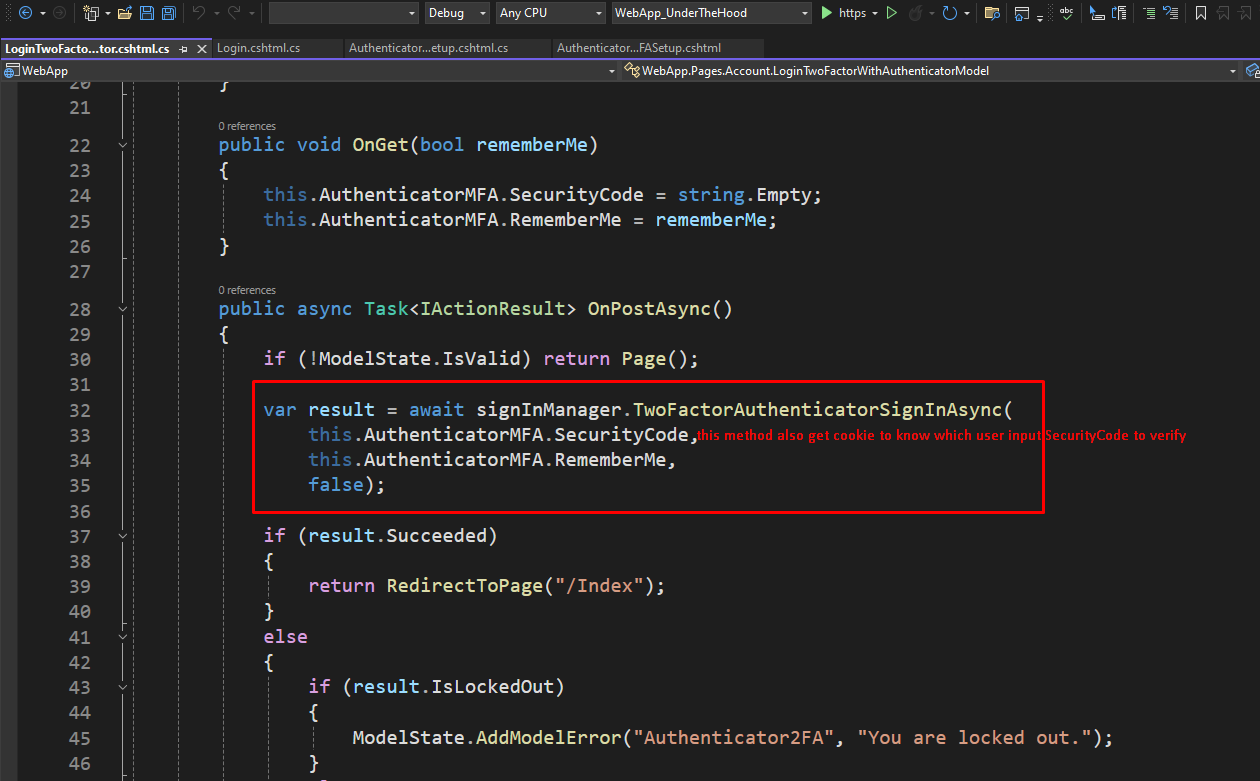 Debug Any CPU WebApp_UnderTheHood https
LoginTwoFacto...tor.cshtml.cs Login.cshtml.cs Authenticator...etup.cshtml.cs Authenticator...FASetup.cshtml
WebApp WebApp.Pages.Account.LoginTwoFactorWithAuthenticatorModel
20 }
21
0 references
22 public void OnGet(bool rememberMe)
23 {
24 this.AuthenticatorMFA.SecurityCode = string.Empty;
25 this.AuthenticatorMFA.RememberMe = rememberMe;
26 }
27
0 references
28 public async Task<IActionResult> OnPostAsync()
29 {
30 if (!ModelState.IsValid) return Page();
31
32 var result = await signInManager.TwoFactorAuthenticatorSignInAsync(
33 this.AuthenticatorMFA.SecurityCode, this method also get cookie to know which user input SecurityCode to verify
34 this.AuthenticatorMFA.RememberMe,
35 false);
36
37 if (result.Succeeded)
38 {
39 return RedirectToPage("/Index");
40 }
41 else
42 {
43 if (result.IsLockedOut)
44 {
45 ModelState.AddModelError("Authenticator2FA", "You are locked out.");
46 }